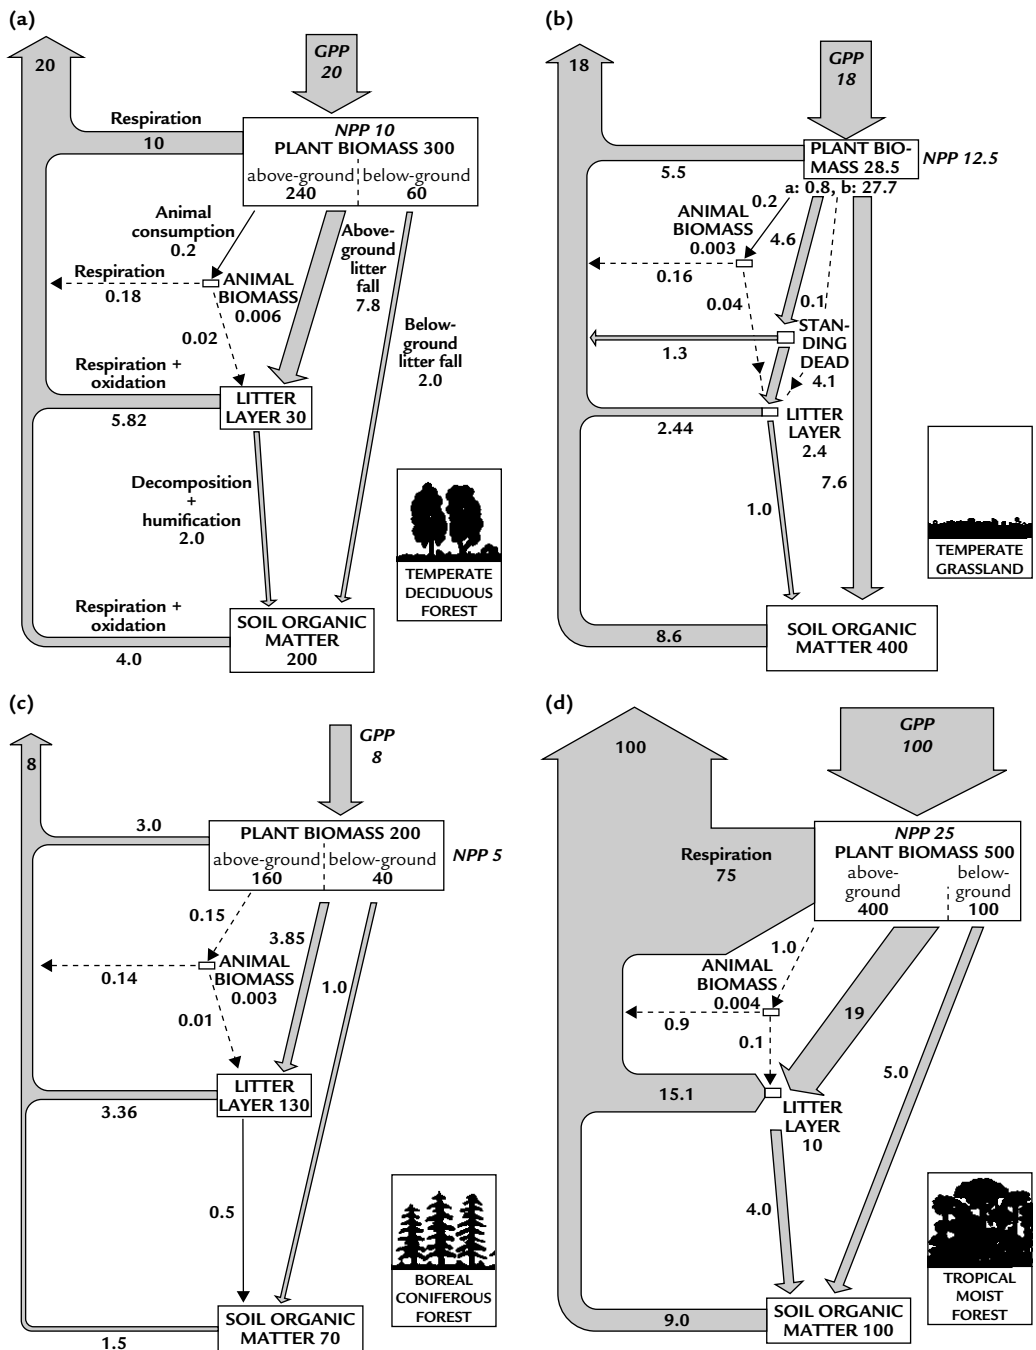 (a)
20
GPP
20
Respiration
10
NPP 10
PLANT BIOMASS 300
above-ground
240
below-ground
60
Animal
consumption
0.2
Above-
ground
litter
fall
7.8
Respiration
0.18
ANIMAL
BIOMASS
0.006
0.02
Below-
ground
litter fall
2.0
Respiration +
oxidation
5.82
LITTER
LAYER 30
Decomposition
+
humification
2.0
TEMPERATE
DECIDUOUS
FOREST
Respiration +
oxidation
4.0
SOIL ORGANIC
MATTER
200
(b)
18
GPP
18
PLANT BIO-
MASS 28.5
NPP 12.5
5.5
a: 0.8, b: 27.7
0.2
ANIMAL
BIOMASS
0.003
4.6
0.16
0.04
0.1
STAN-
DING
DEAD
4.1
1.3
LITTER
LAYER
2.4
2.44
7.6
1.0
TEMPERATE
GRASSLAND
8.6
SOIL ORGANIC
MATTER 400
(c)
8
GPP
8
3.0
PLANT BIOMASS 200
above-ground
160
below-ground
40
NPP 5
0.15
3.85
ANIMAL
BIOMASS
0.003
0.14
1.0
0.01
LITTER
LAYER 130
3.36
0.5
BOREAL
CONIFEROUS
FOREST
SOIL ORGANIC
MATTER 70
1.5
(d)
100
GPP
100
Respiration
75
NPP 25
PLANT BIOMASS 500
above-
ground
400
below-
ground
100
1.0
ANIMAL
BIOMASS
0.004
0.9
19
0.1
5.0
15.1
LITTER
LAYER
10
4.0
TROPICAL
MOIST
FOREST
9.0
SOIL ORGANIC
MATTER 100